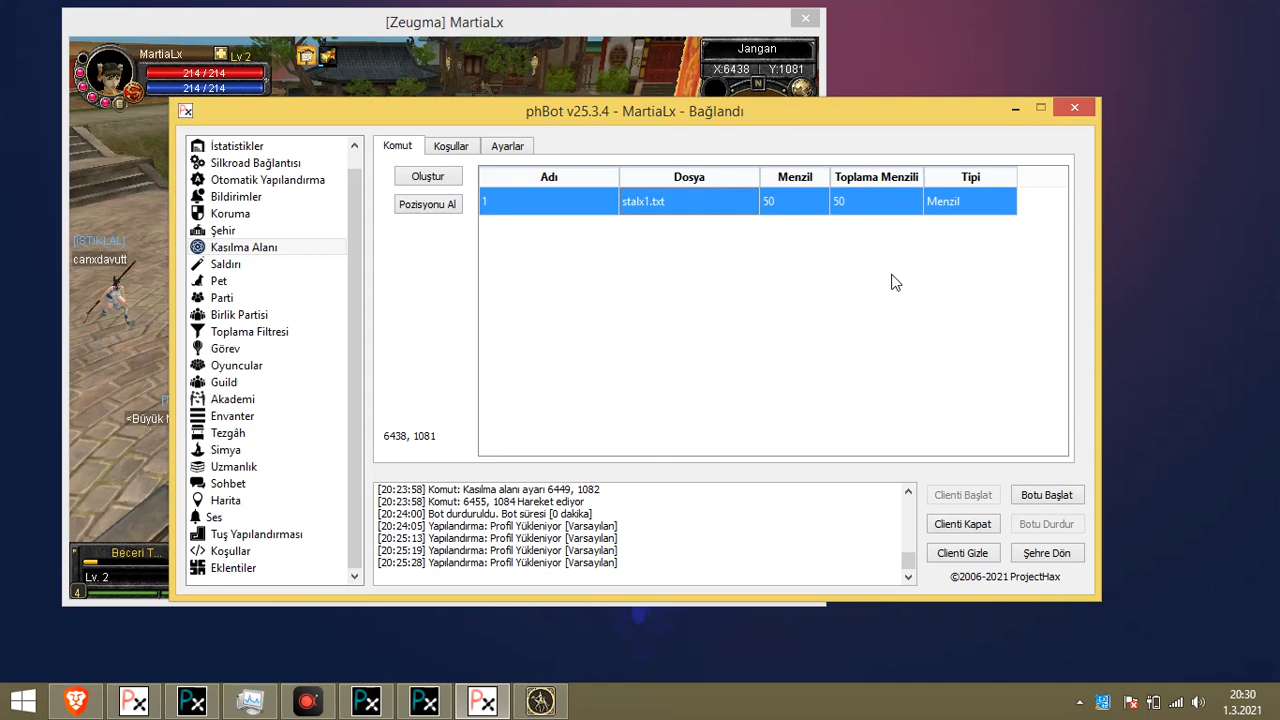 [Zeugma] MartiaLx
MartiaLx
Lv 2
214 / 214
214 / 214
Jangan
X:6438
Y:1081
N
E
phBot v25.3.4 - MartiaLx - Bağlandı
İstatistikler
Silkroad Bağlantısı
Otomatik Yapılandırma
Bildirimler
Koruma
Şehir
Kasılma Alanı
Saldırı
Pet
Parti
Birlik Partisi
Toplama Filtresi
Görev
Oyuncular
Guild
Akademi
Envanter
Tezgâh
Simya
Uzmanlık
Sohbet
Harita
Ses
Tuş Yapılandırması
Koşullar
Eklentiler
Komut
Koşullar
Ayarlar
Oluştur
Pozisyonu Al
Adı
Dosya
Menzil
Toplama Menzili
Tipi
1
stalx1.txt
50
50
Menzil
6438, 1081
[20:23:58] Komut: Kasılma alanı ayarı 6449, 1082
[20:23:58] Komut: 6455, 1084 Hareket ediyor
[20:24:00] Bot durduruldu. Bot süresi [0 dakika]
[20:24:05] Yapılandırma: Profil Yükleniyor [Varsayılan]
[20:25:13] Yapılandırma: Profil Yükleniyor [Varsayılan]
[20:25:19] Yapılandırma: Profil Yükleniyor [Varsayılan]
[20:25:28] Yapılandırma: Profil Yükleniyor [Varsayılan]
Clienti Başlat
Botu Başlat
Clienti Kapat
Botu Durdur
Clienti Gizle
Şehre Dön
©2006-2021 ProjectHax
[ISTIKLAL]
canxdavutt
<Büyük
Beceri T...
Lv. 2
4
20:30
1.3.2021